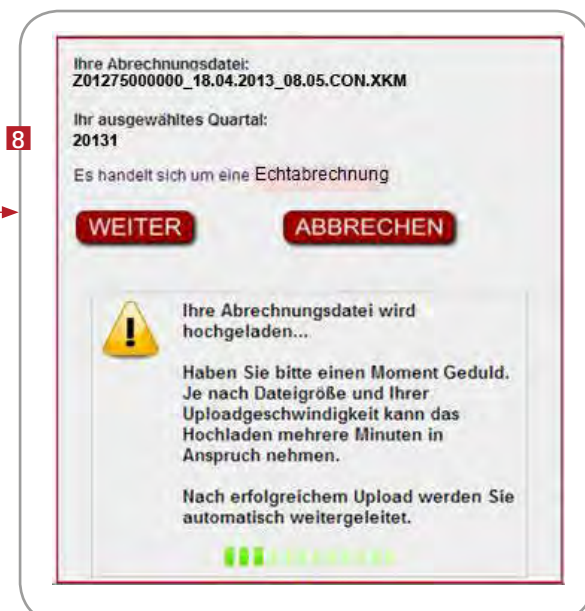 Ihre Abrechnungsdatei:
Z01275000000_18.04.2013_08.05.CON.XKM
Ihr ausgewähltes Quartal:
20131
8
Es handelt sich um eine Echtabrechnung
WEITER ABBRECHEN
Ihre Abrechnungsdatei wird
hochgeladen...
Haben Sie bitte einen Moment Geduld.
Je nach Dateigröße und Ihrer
Uploadgeschwindigkeit kann das
Hochladen mehrere Minuten in
Anspruch nehmen.
Nach erfolgreichem Upload werden Sie
automatisch weitergeleitet.